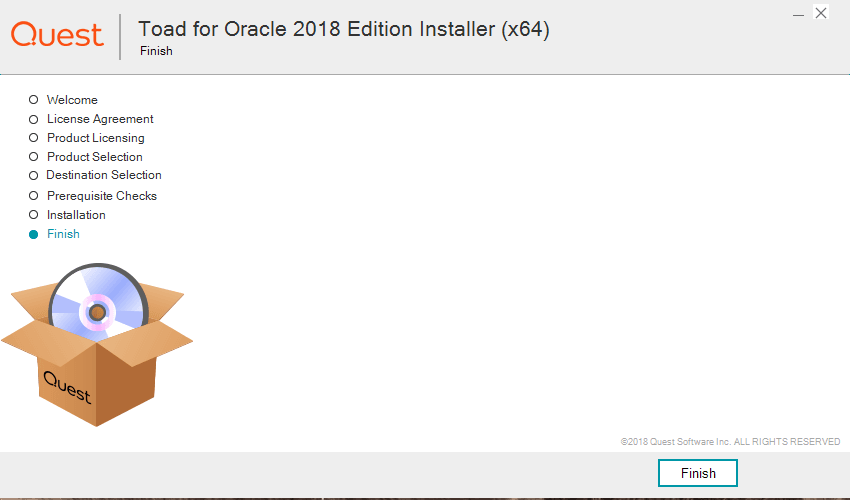 Quest
Toad for Oracle 2018 Edition Installer (x64)
Finish
Welcome
License Agreement
Product Licensing
Product Selection
Destination Selection
Prerequisite Checks
Installation
Finish
Quest
©2018 Quest Software Inc. ALL RIGHTS RESERVED
Finish